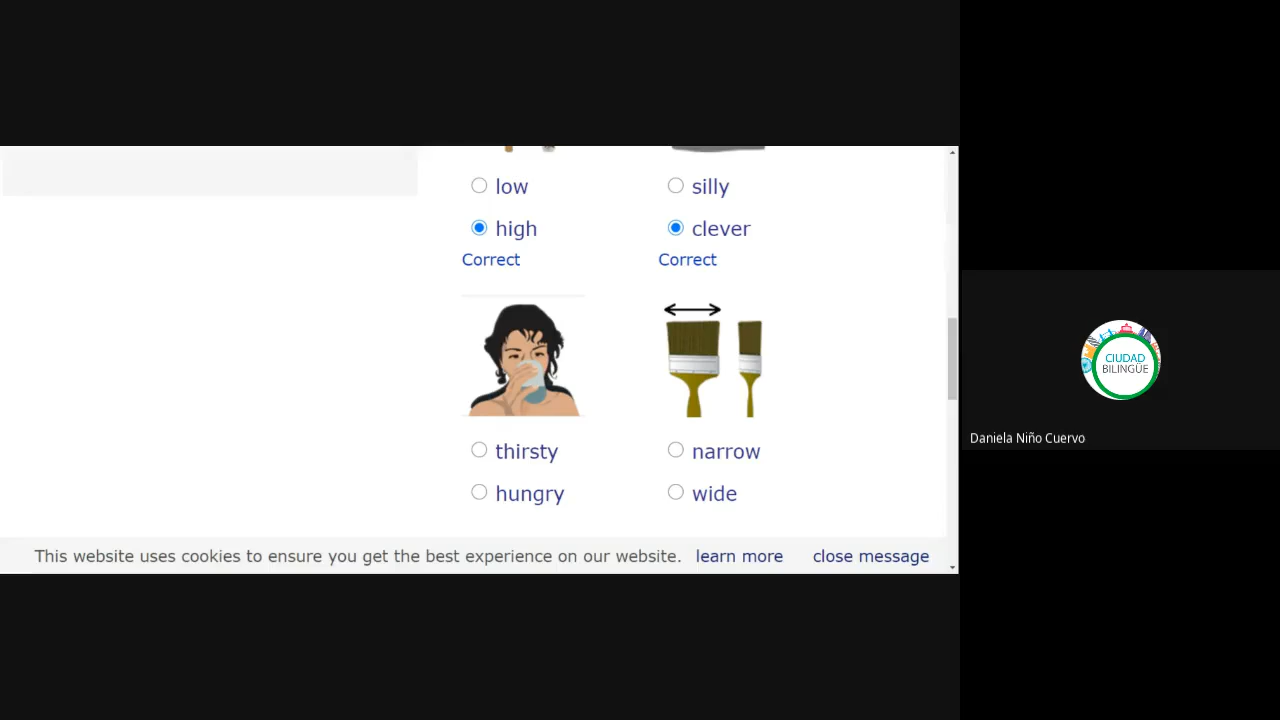 low
silly
high
clever
Correct
Correct
thirsty
narrow
hungry
wide
This website uses cookies to ensure you get the best experience on our website. learn more close message
CIUDAD
BILINGÜE
Daniela Niño Cuervo